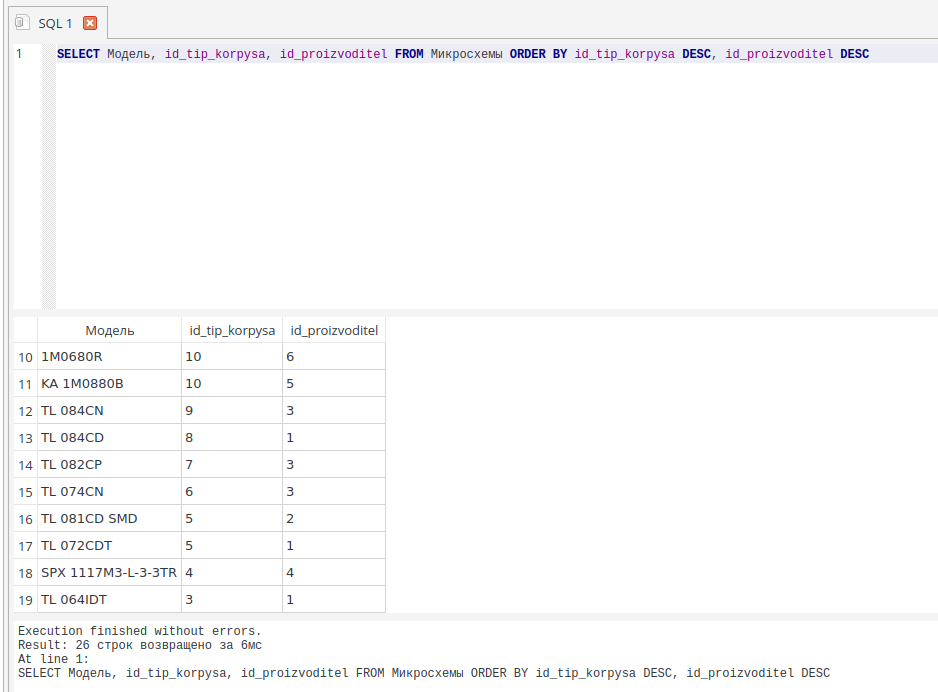 SQL 1
1 SELECT Модель, id_tip_korpysa, id_proizvoditel FROM Микросхемы ORDER BY id_tip_korpysa DESC, id_proizvoditel DESC
Модель id_tip_korpysa id_proizvoditel
10 1M0680R 10 6
11 KA 1M0880B 10 5
12 TL 084CN 9 3
13 TL 084CD 8 1
14 TL 082CP 7 3
15 TL 074CN 6 3
16 TL 081CD SMD 5 2
17 TL 072CDT 5 1
18 SPX 1117M3-L-3-3TR 4 4
19 TL 064IDT 3 1
Execution finished without errors.
Result: 26 строк возвращено за 6мс
At line 1:
SELECT Модель, id_tip_korpysa, id_proizvoditel FROM Микросхемы ORDER BY id_tip_korpysa DESC, id_proizvoditel DESC